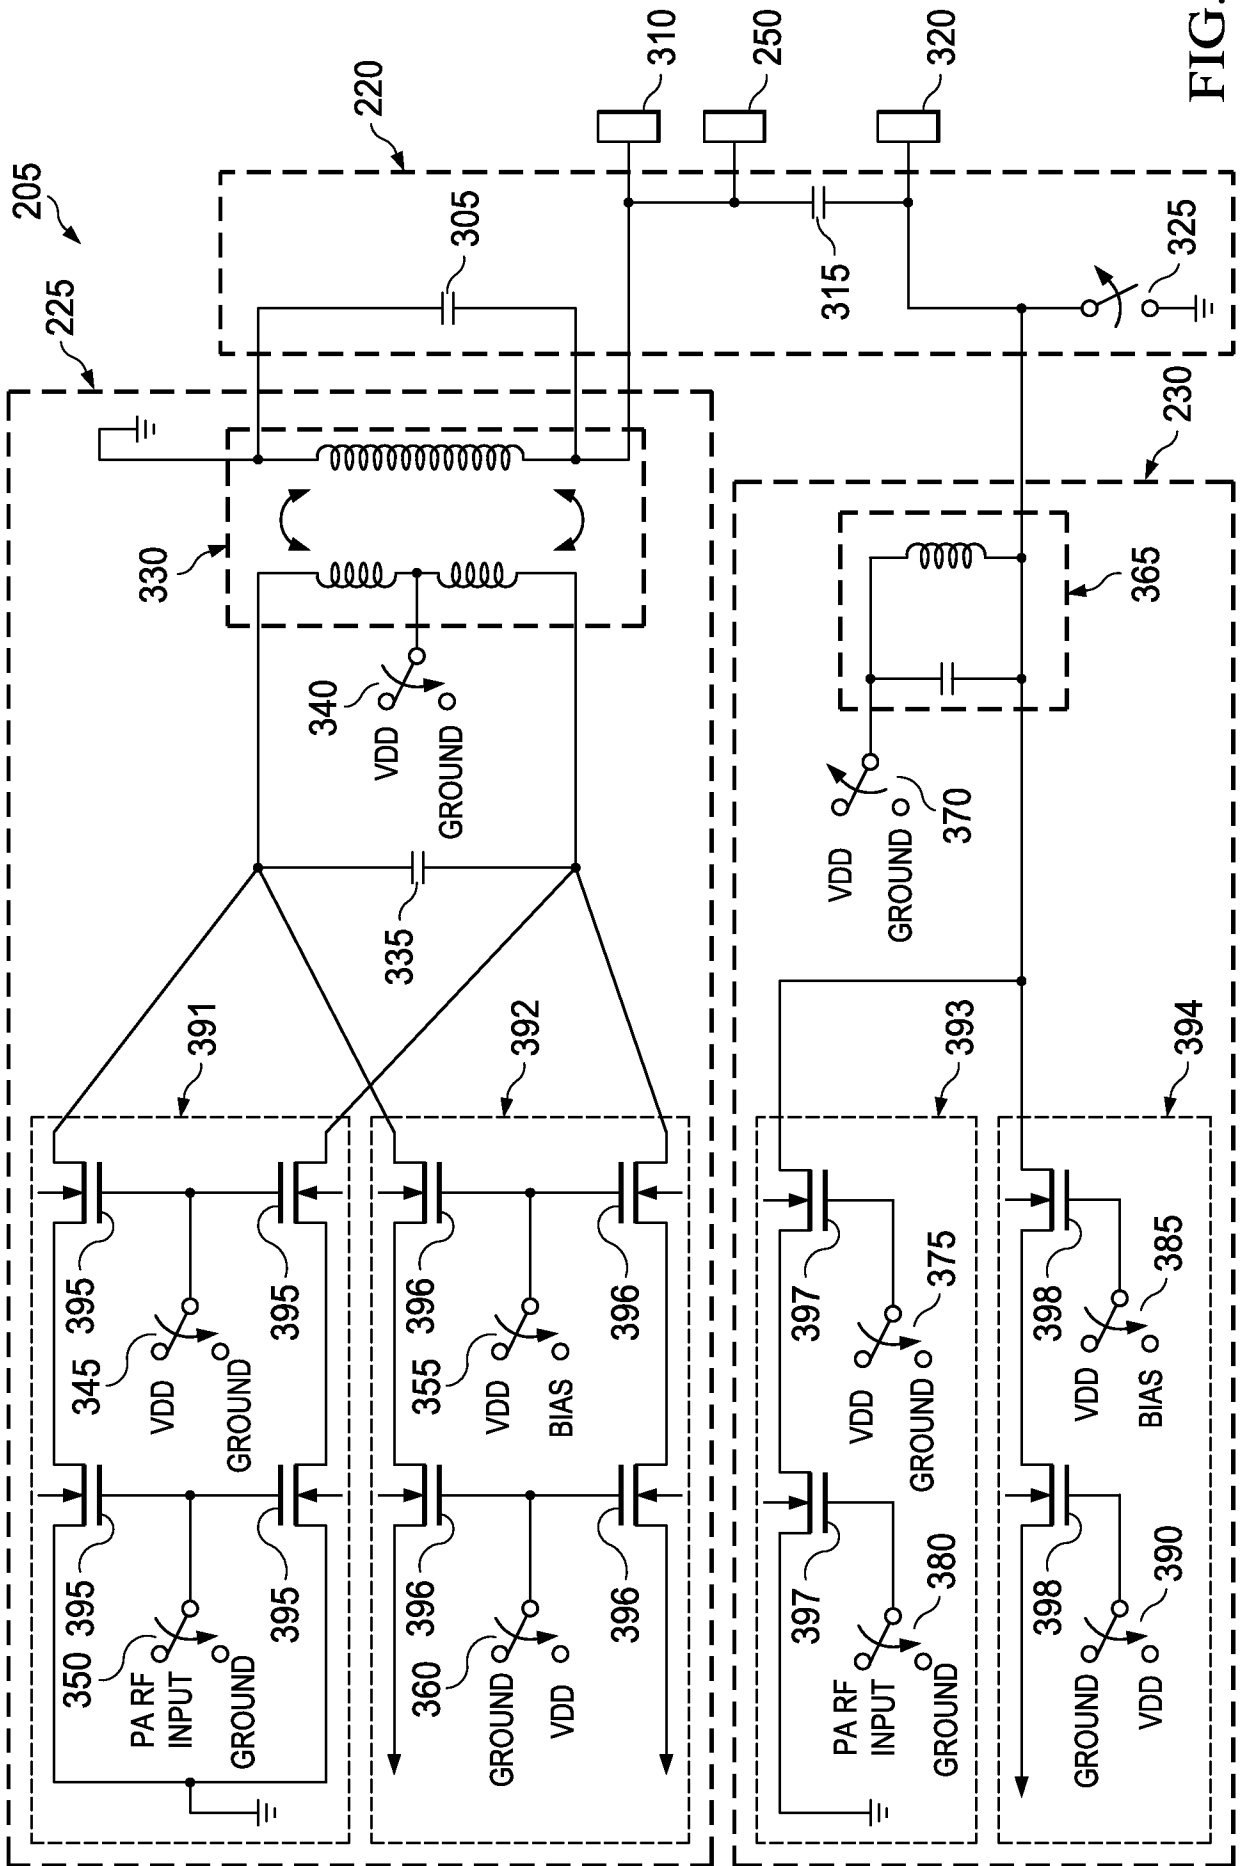 FIG.
205
220
310
250
320
225
305
315
325
330
340
VDD
GROUND
335
230
365
370
VDD
GROUND
391
392
393
394
395
395
345
VDD
GROUND
395
395
350
PA RF
INPUT
GROUND
396
396
355
VDD
BIAS
396
396
360
GROUND
VDD
397
375
VDD
GROUND
397
380
PA RF
INPUT
GROUND
398
385
VDD
BIAS
398
390
GROUND
VDD